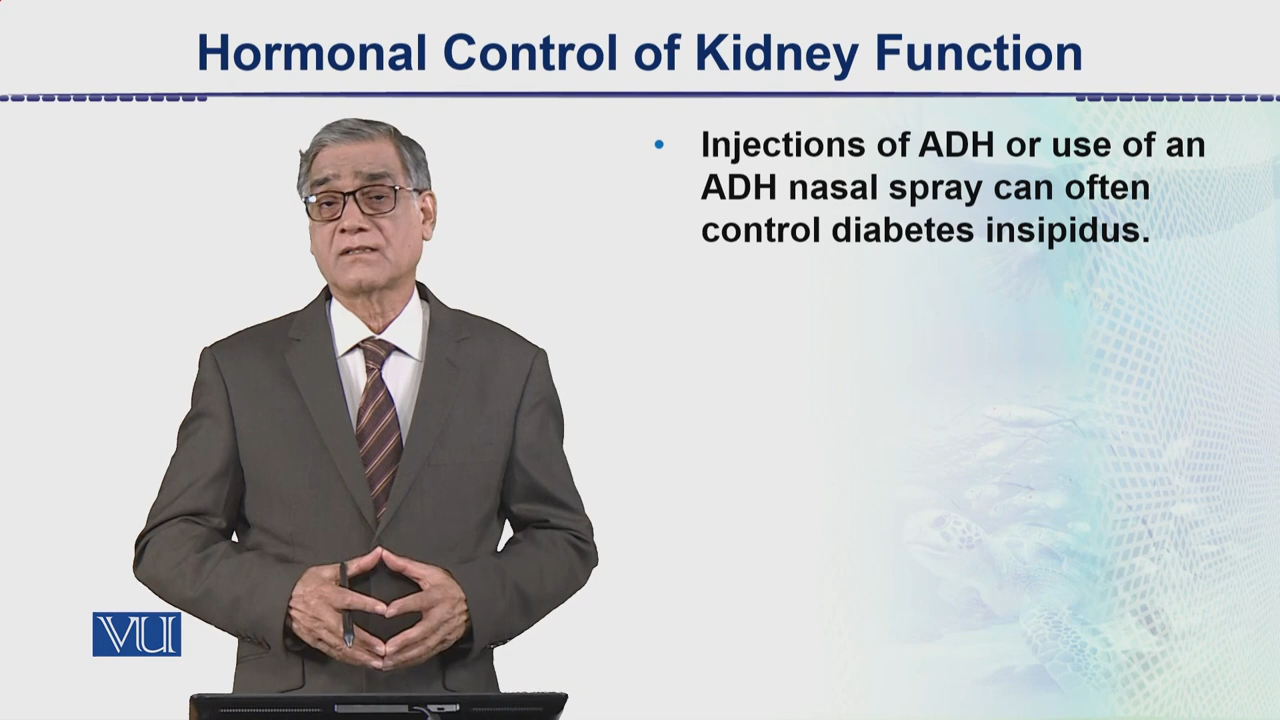 Hormonal Control of Kidney Function
• Injections of ADH or use of an
ADH nasal spray can often
control diabetes insipidus.
VU